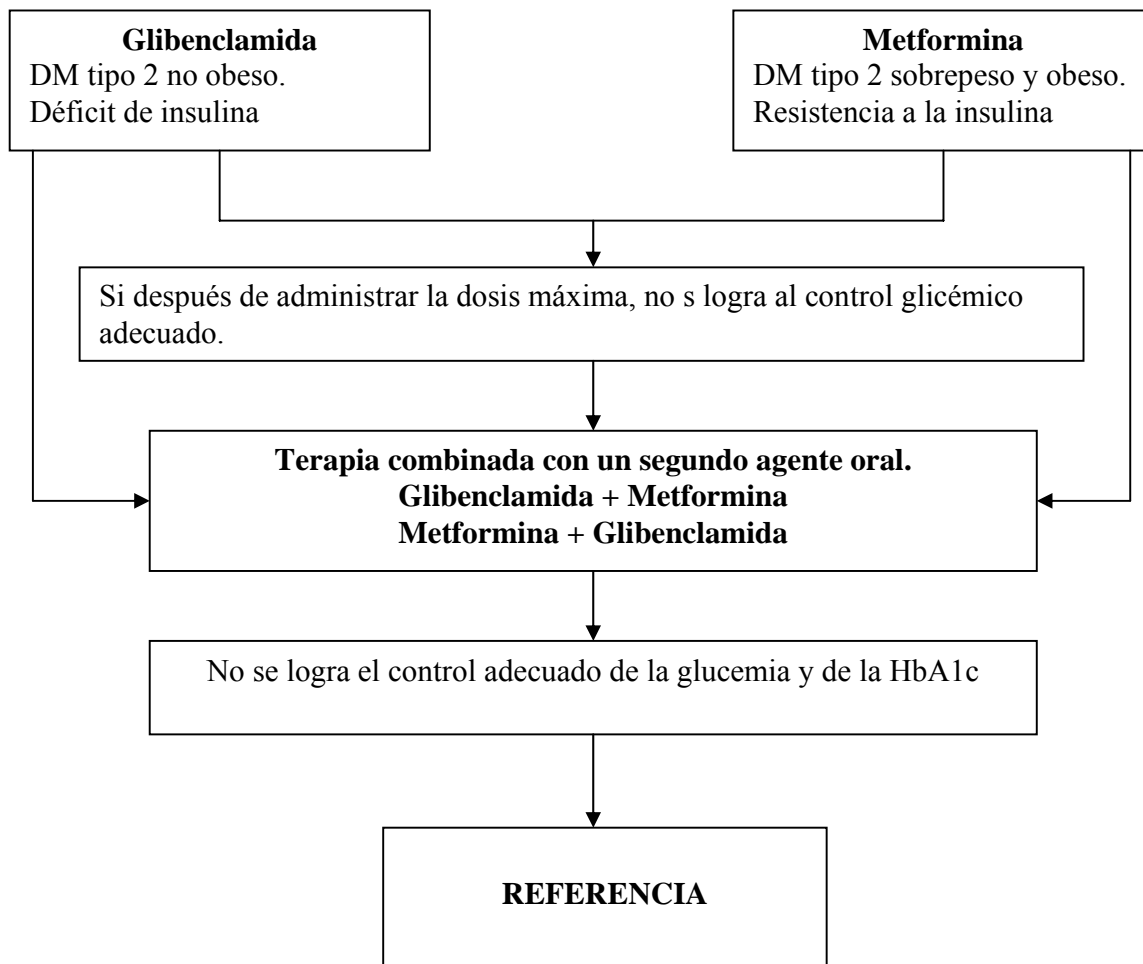 Glibenclamida
DM tipo 2 no obeso.
Déficit de insulina
Metformina
DM tipo 2 sobrepeso y obeso.
Resistencia a la insulina
Si después de administrar la dosis máxima, no s logra al control glicémico
adecuado.
Terapia combinada con un segundo agente oral.
Glibenclamida + Metformina
Metformina + Glibenclamida
No se logra el control adecuado de la glucemia y de la HbA1c
REFERENCIA